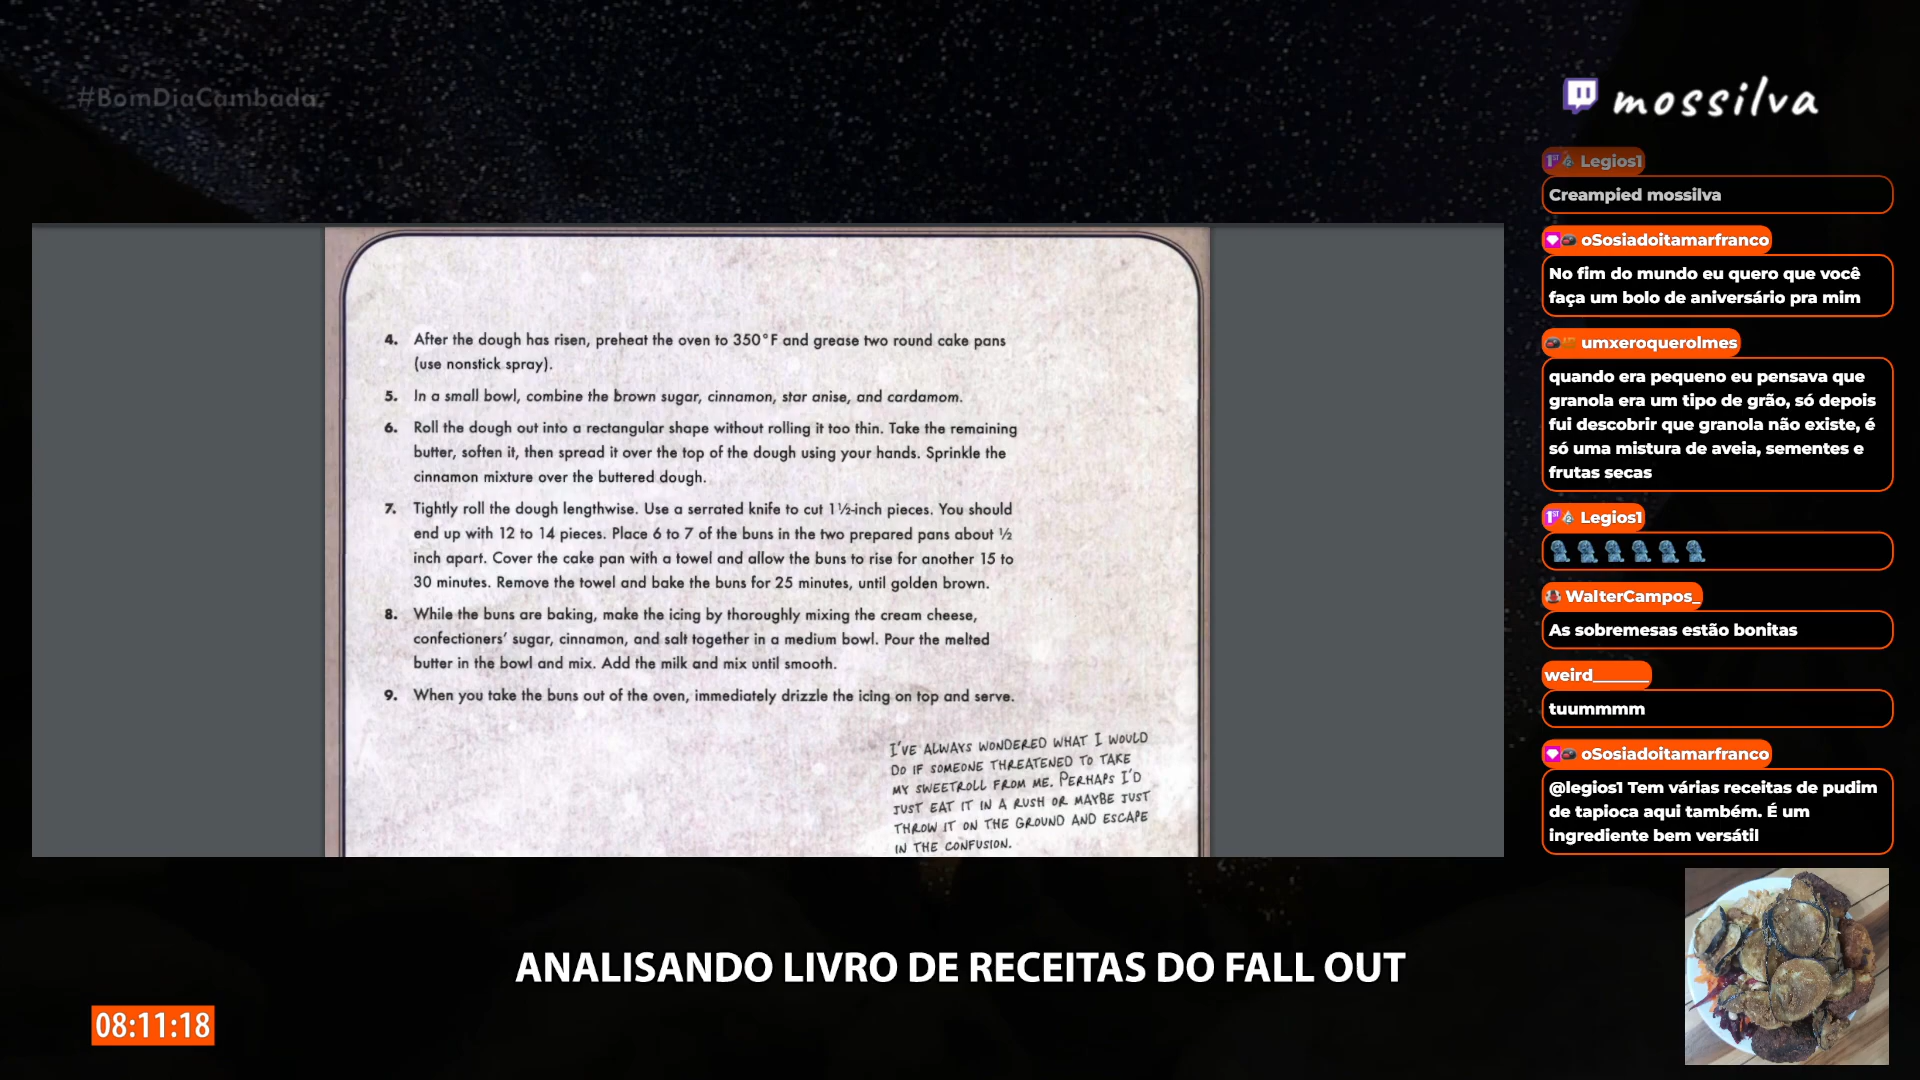 #BomDiaCambada
mossilva
4. After the dough has risen, preheat the oven to 350°F and grease two round cake pans
(use nonstick spray).
5. In a small bowl, combine the brown sugar, cinnamon, star anise, and cardamom.
6. Roll the dough out into a rectangular shape without rolling it too thin. Take the remaining
butter, soften it, then spread it over the top of the dough using your hands. Sprinkle the
cinnamon mixture over the buttered dough.
7. Tightly roll the dough lengthwise. Use a serrated knife to cut 1½-inch pieces. You should
end up with 12 to 14 pieces. Place 6 to 7 of the buns in the two prepared pans about ½
inch apart. Cover the cake pan with a towel and allow the buns to rise for another 15 to
30 minutes. Remove the towel and bake the buns for 25 minutes, until golden brown.
8. While the buns are baking, make the icing by thoroughly mixing the cream cheese,
confectioners' sugar, cinnamon, and salt together in a medium bowl. Pour the melted
butter in the bowl and mix. Add the milk and mix until smooth.
9. When you take the buns out of the oven, immediately drizzle the icing on top and serve.
I'VE ALWAYS WONDERED WHAT I WOULD
DO IF SOMEONE THREATENED TO TAKE
MY SWEETROLL FROM ME. PERHAPS I'D
JUST EAT IT IN A RUSH OR MAYBE JUST
THROW IT ON THE GROUND AND ESCAPE
IN THE CONFUSION.
1ST Legios1
Creampied mossilva
oSosiadoitamarfranco
No fim do mundo eu quero que você
faça um bolo de aniversário pra mim
umxeroquerolmes
quando era pequeno eu pensava que
granola era um tipo de grão, só depois
fui descobrir que granola não existe, é
só uma mistura de aveia, sementes e
frutas secas
1ST Legios1
WalterCampos_
As sobremesas estão bonitas
weird_______
tuummmm
oSosiadoitamarfranco
@legios1 Tem várias receitas de pudim
de tapioca aqui também. É um
ingrediente bem versátil
ANALISANDO LIVRO DE RECEITAS DO FALL OUT
08:11:18